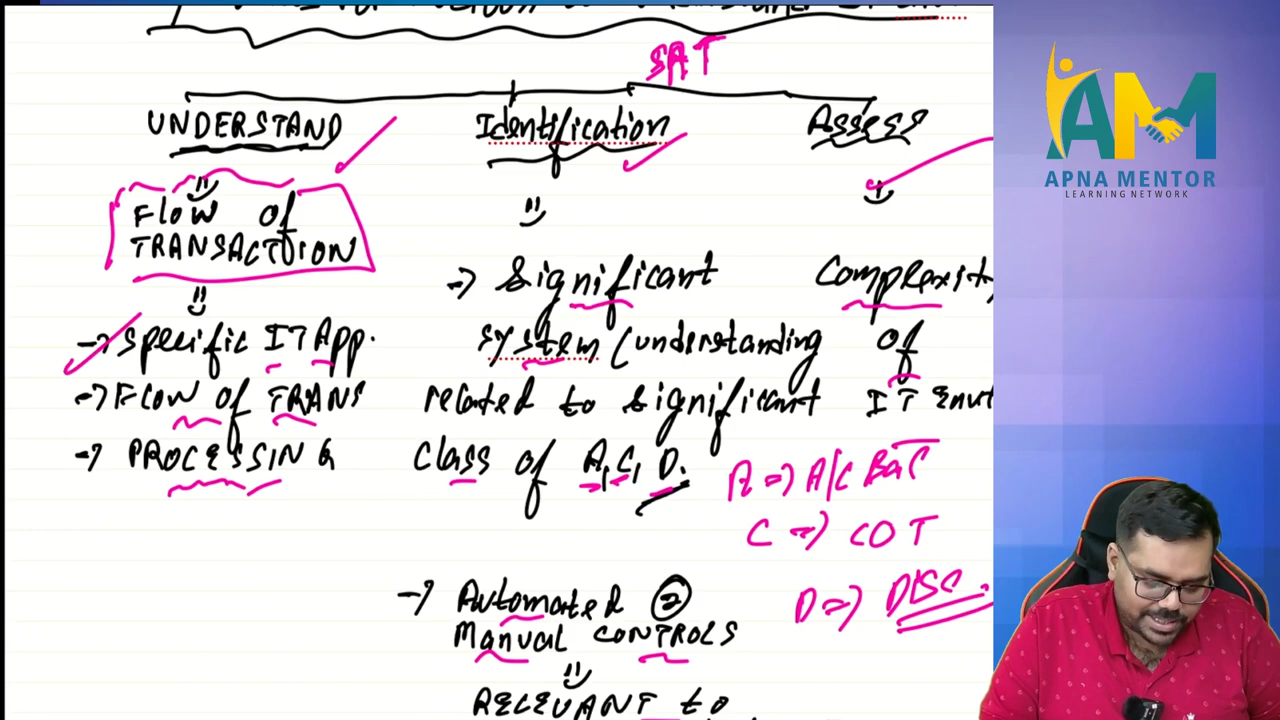 SAT
UNDERSTAND
Flow of
TRANSACTION
→ Specific IT App.
→ Flow of TRANS
→ PROCESSING
Identification
→ Significant
system (understanding
related to significant
class of A, C, D.
→ Automated
Manual CONTROLS
RELEVANT to
Assess
Complexity
of
IT Envt
A ⇒ A/C Bal
C ⇒ COT
D ⇒ DISC.
AM
APNA MENTOR
LEARNING NETWORK